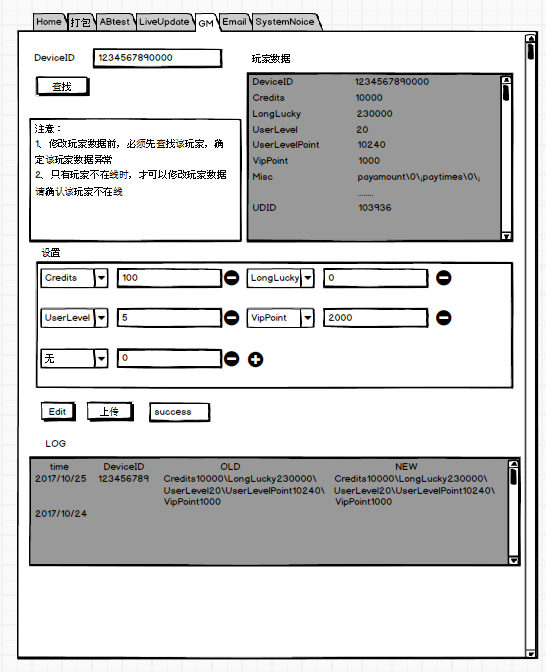 Home 打包 ABtest LiveUpdate GM Email SystemNoice
DeviceID 1234567890000
查找
玩家数据
DeviceID 1234567890000
Credits 10000
LongLucky 230000
UserLevel 20
UserLevelPoint 10240
VipPoint 1000
Misc payamount\0\;paytimes\0\;
........
UDID 103936
注意：
1、修改玩家数据前，必须先查找该玩家，确
定该玩家数据异常
2、只有玩家不在线时，才可以修改玩家数据
请确认该玩家不在线
设置
Credits 100 LongLucky 0
UserLevel 5 VipPoint 2000
无 0
Edit 上传 success
LOG
time DeviceID OLD NEW
2017/10/25 123456789 Credits10000\LongLucky230000\ Credits10000\LongLucky230000\
UserLevel20\UserLevelPoint10240\ UserLevel20\UserLevelPoint10240\
VipPoint1000 VipPoint1000
2017/10/24